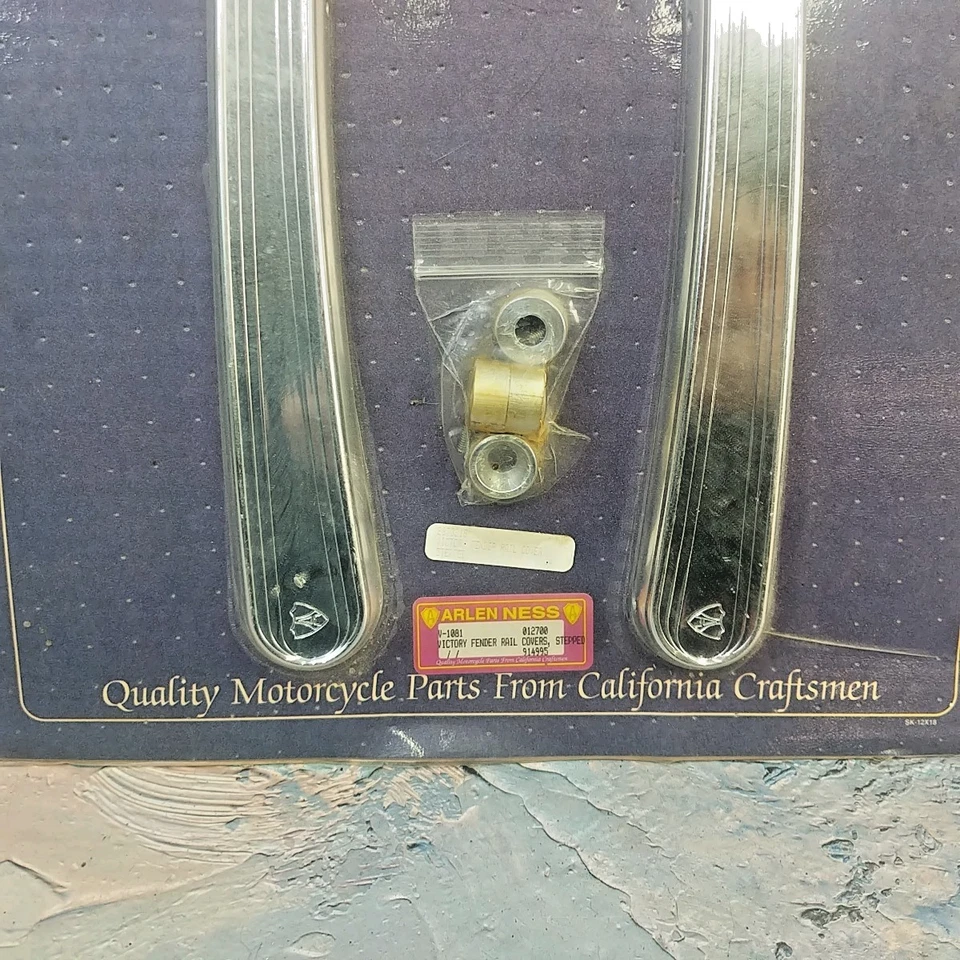 ARLEN NESS
V-1081 012700
VICTORY FENDER RAIL COVERS, STEPPED
/ / 914995
Quality Motorcycle Parts From California Craftsmen
Quality Motorcycle Parts From California Craftsmen
SK-12X18